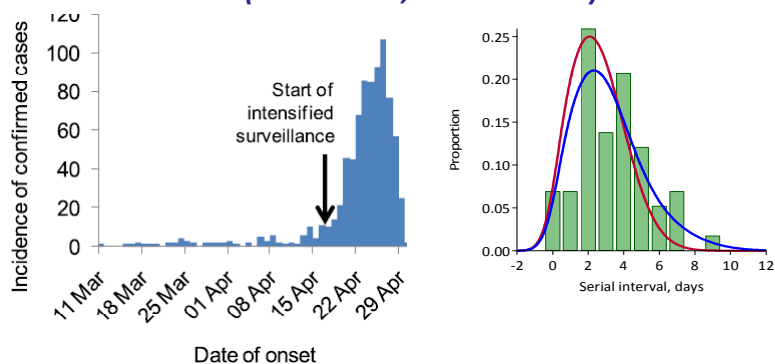 Incidence of confirmed cases
120
100
80
60
40
20
0
Start of
intensified
surveillance
11 Mar
18 Mar
25 Mar
01 Apr
08 Apr
15 Apr
22 Apr
29 Apr
Date of onset
Proportion
0.25
0.20
0.15
0.10
0.05
0.00
-2
0
2
4
6
8
10
12
Serial interval, days